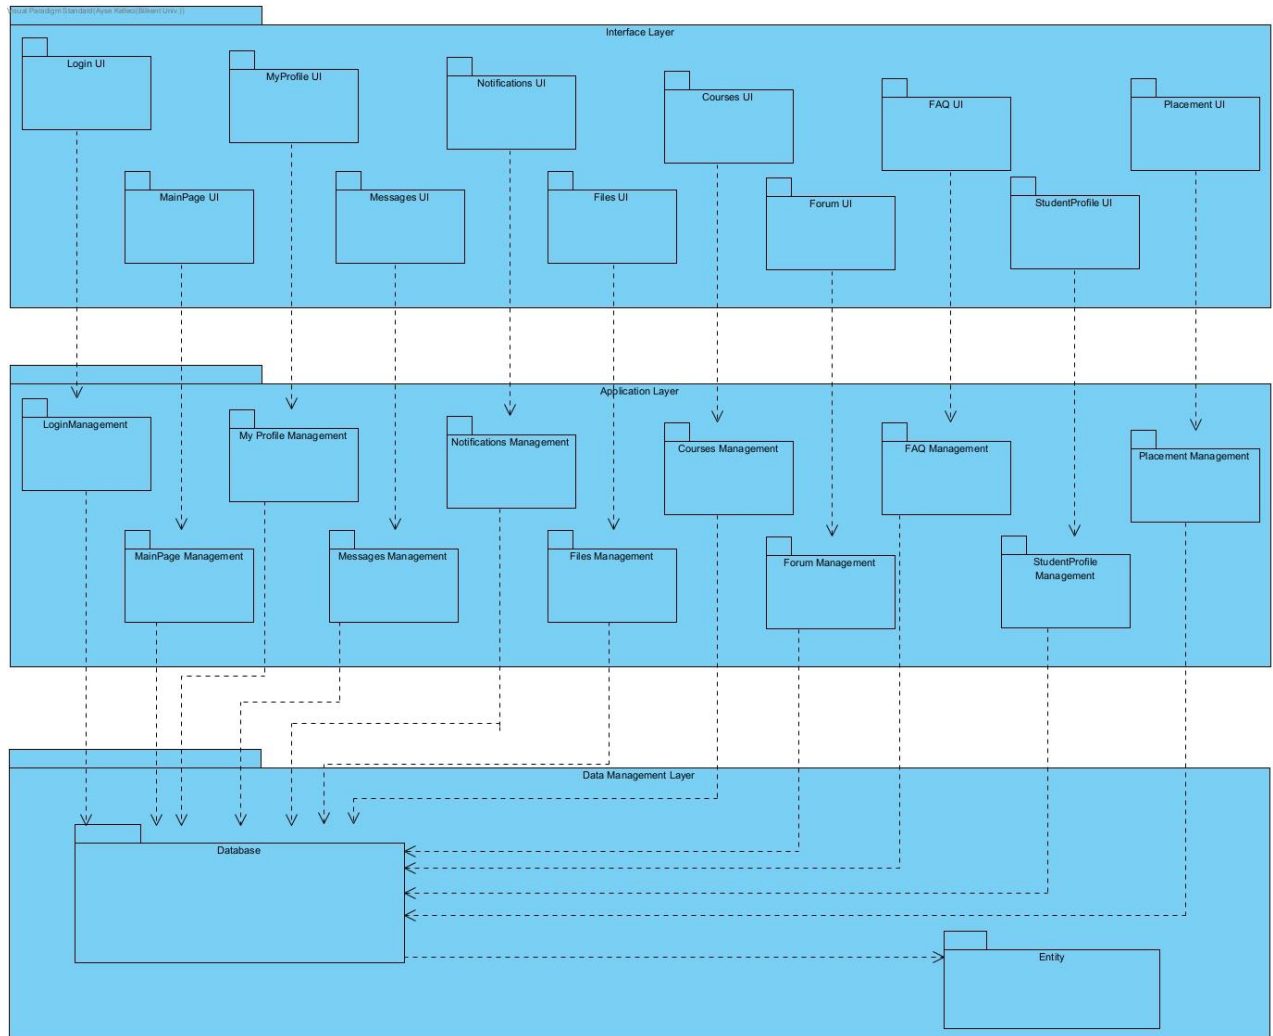 Visual Paradigm Standard(Ayse Kelleci(Bilkent Univ.))
Interface Layer
Login UI
MyProfile UI
Notifications UI
Courses UI
FAQ UI
Placement UI
MainPage UI
Messages UI
Files UI
Forum UI
StudentProfile UI
Application Layer
LoginManagement
My Profile Management
Notifications Management
Courses Management
FAQ Management
Placement Management
MainPage Management
Messages Management
Files Management
Forum Management
StudentProfile
Management
Data Management Layer
Database
Entity